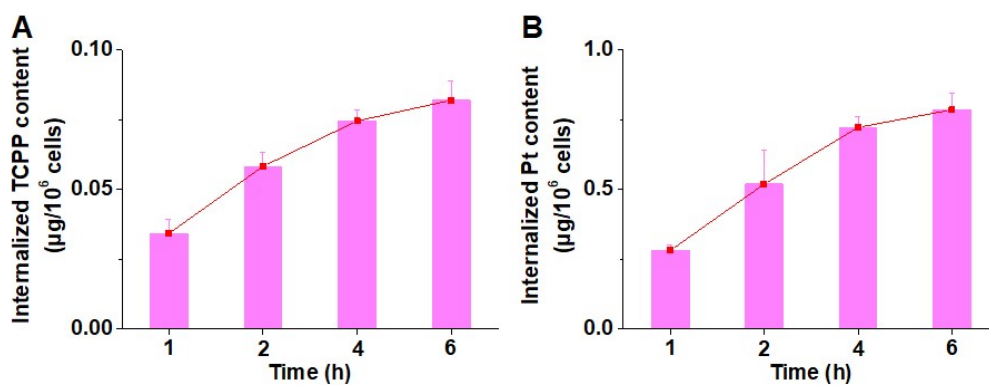 A
Internalized TCPP content
(µg/10⁶ cells)
0.10
0.05
0.00
1 2 4 6
Time (h)
B
Internalized Pt content
(µg/10⁶ cells)
1.0
0.5
0.0
1 2 4 6
Time (h)